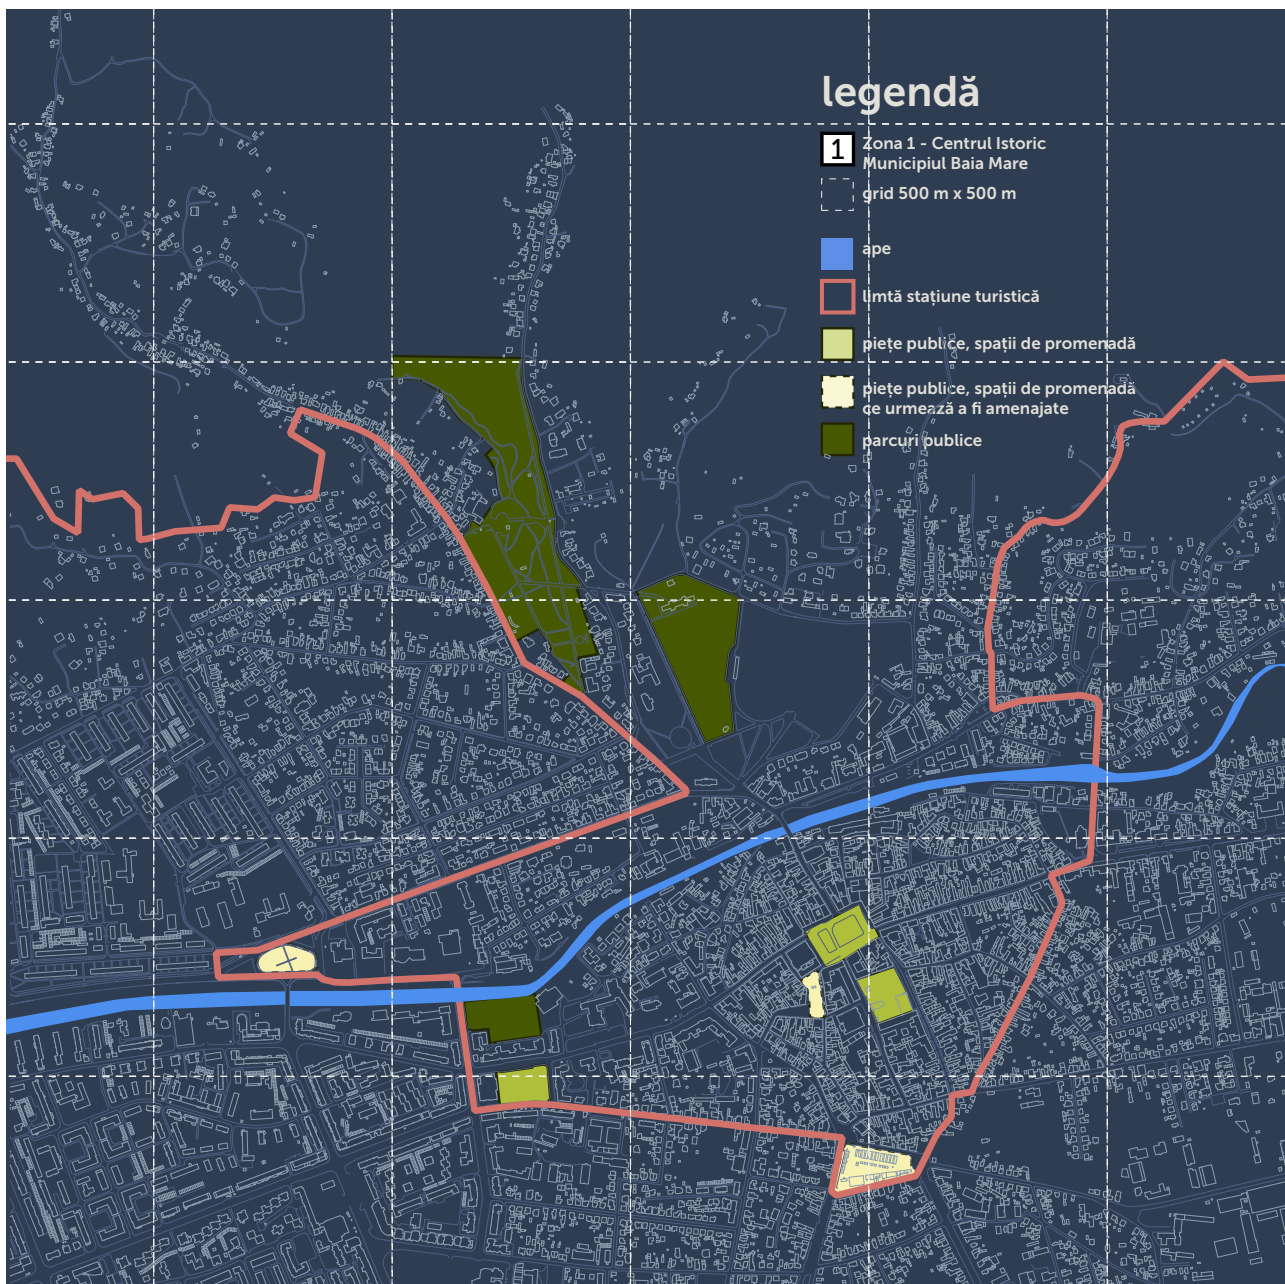 legendă
1
Zona 1 - Centrul Istoric
Municipiul Baia Mare
grid 500 m x 500 m
ape
limtă stațiune turistică
piețe publice, spații de promenadă
piețe publice, spații de promenadă
ce urmează a fi amenajate
parcuri publice